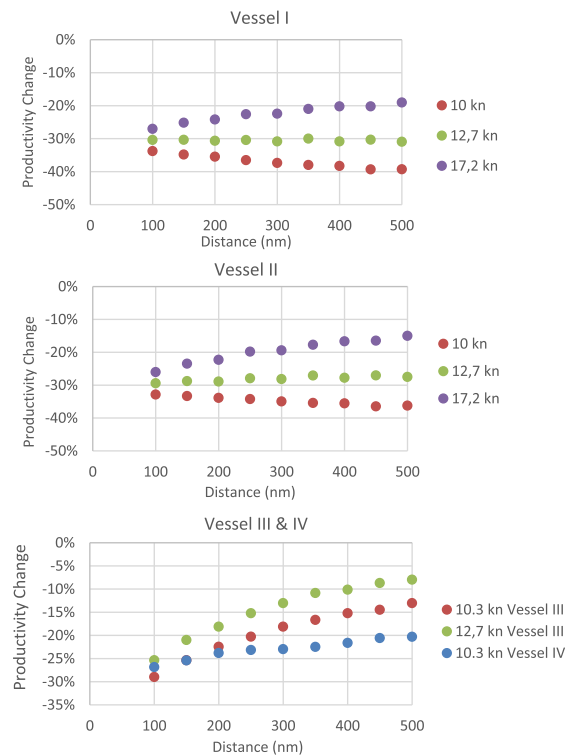 Vessel I
0%
-10%
-20%
-30%
-40%
-50%
Productivity Change
0 100 200 300 400 500
Distance (nm)
10 kn
12,7 kn
17,2 kn
Vessel II
0%
-10%
-20%
-30%
-40%
-50%
Productivity Change
0 100 200 300 400 500
Distance (nm)
10 kn
12,7 kn
17,2 kn
Vessel III & IV
0%
-5%
-10%
-15%
-20%
-25%
-30%
-35%
Productivity Change
0 100 200 300 400 500
Distance (nm)
10.3 kn Vessel III
12,7 kn Vessel III
10.3 kn Vessel IV